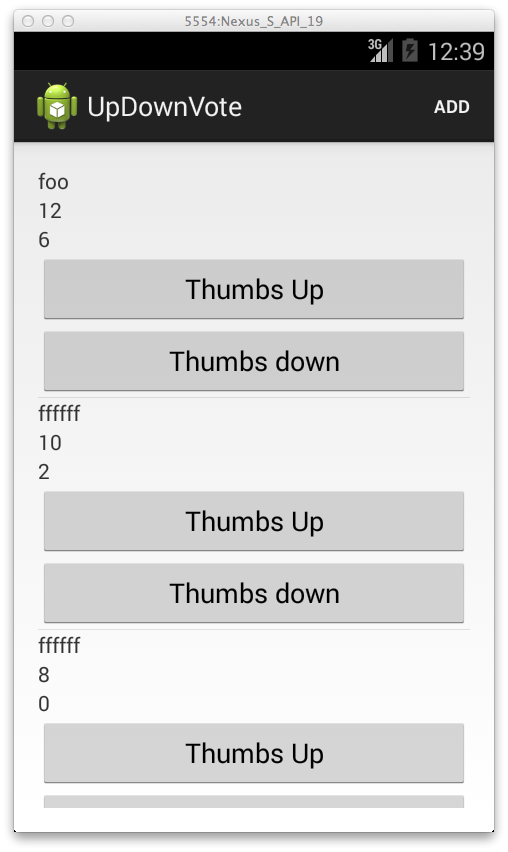 5554:Nexus_S_API_19
3G 12:39
UpDownVote ADD
foo
12
6
Thumbs Up
Thumbs down
ffffff
10
2
Thumbs Up
Thumbs down
ffffff
8
0
Thumbs Up